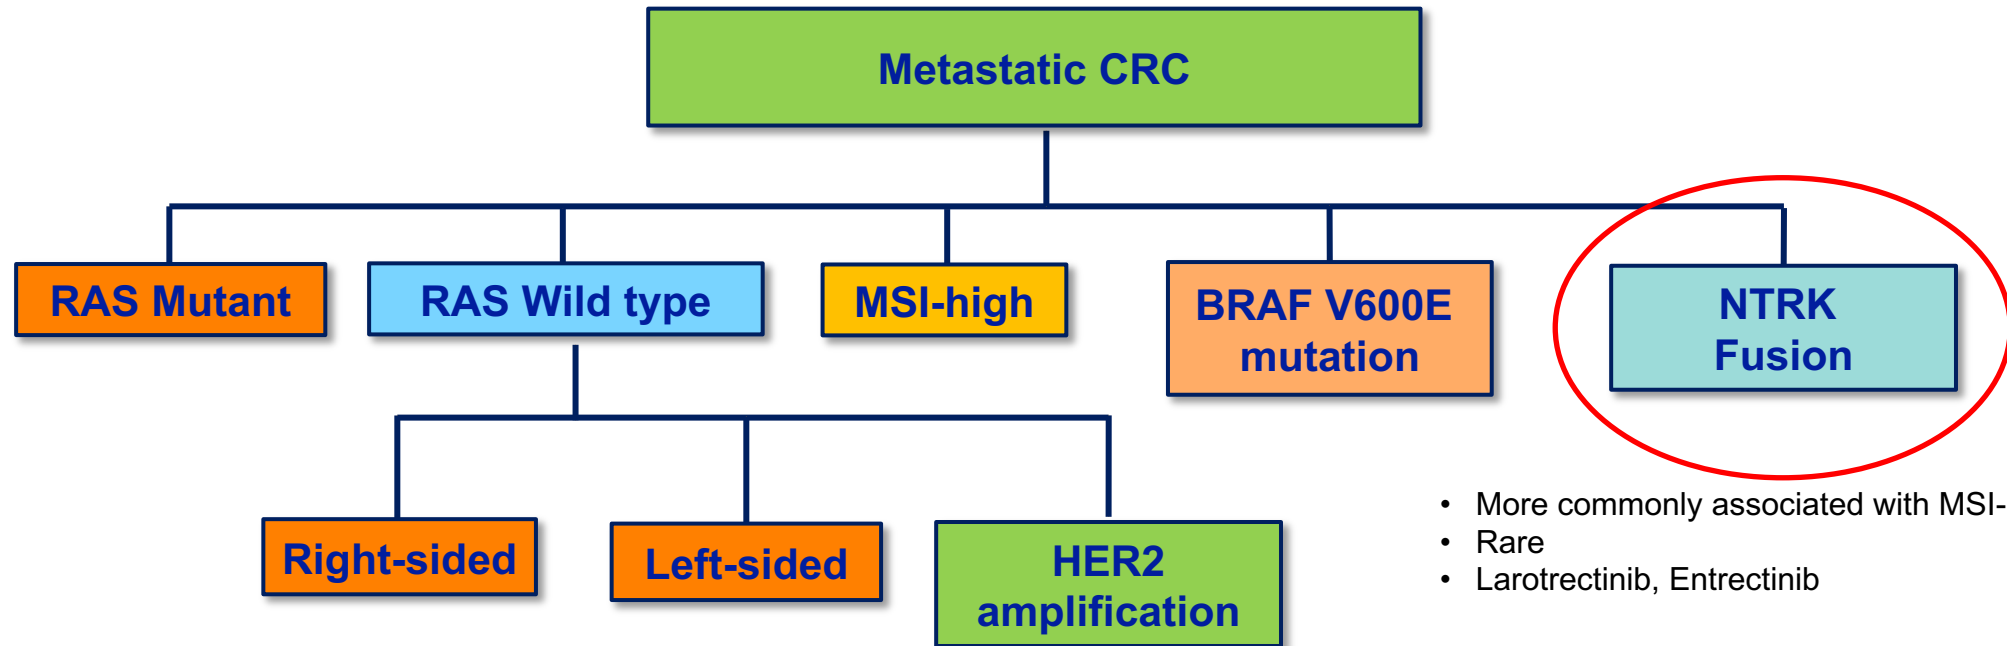 Metastatic CRC
RAS Mutant
RAS Wild type
MSI-high
BRAF V600E
mutation
NTRK
Fusion
Right-sided
Left-sided
HER2
amplification
• More commonly associated with MSI-
• Rare
• Larotrectinib, Entrectinib